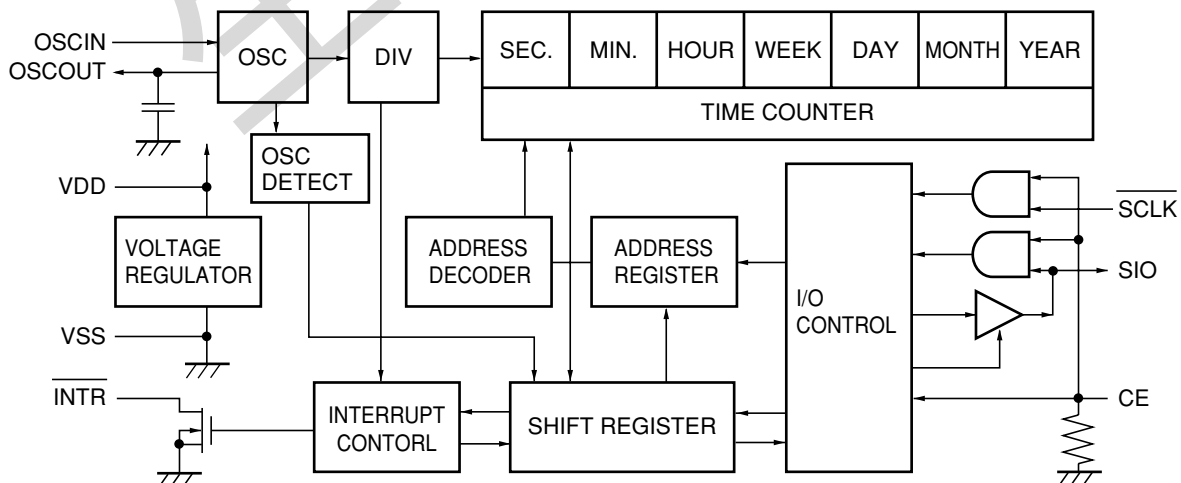 OSCIN
OSCOUT
OSC
DIV
SEC.
MIN.
HOUR
WEEK
DAY
MONTH
YEAR
TIME COUNTER
OSC
DETECT
VDD
VOLTAGE
REGULATOR
VSS
INTR
ADDRESS
DECODER
ADDRESS
REGISTER
I/O
CONTROL
SCLK
SIO
CE
INTERRUPT
CONTORL
SHIFT REGISTER